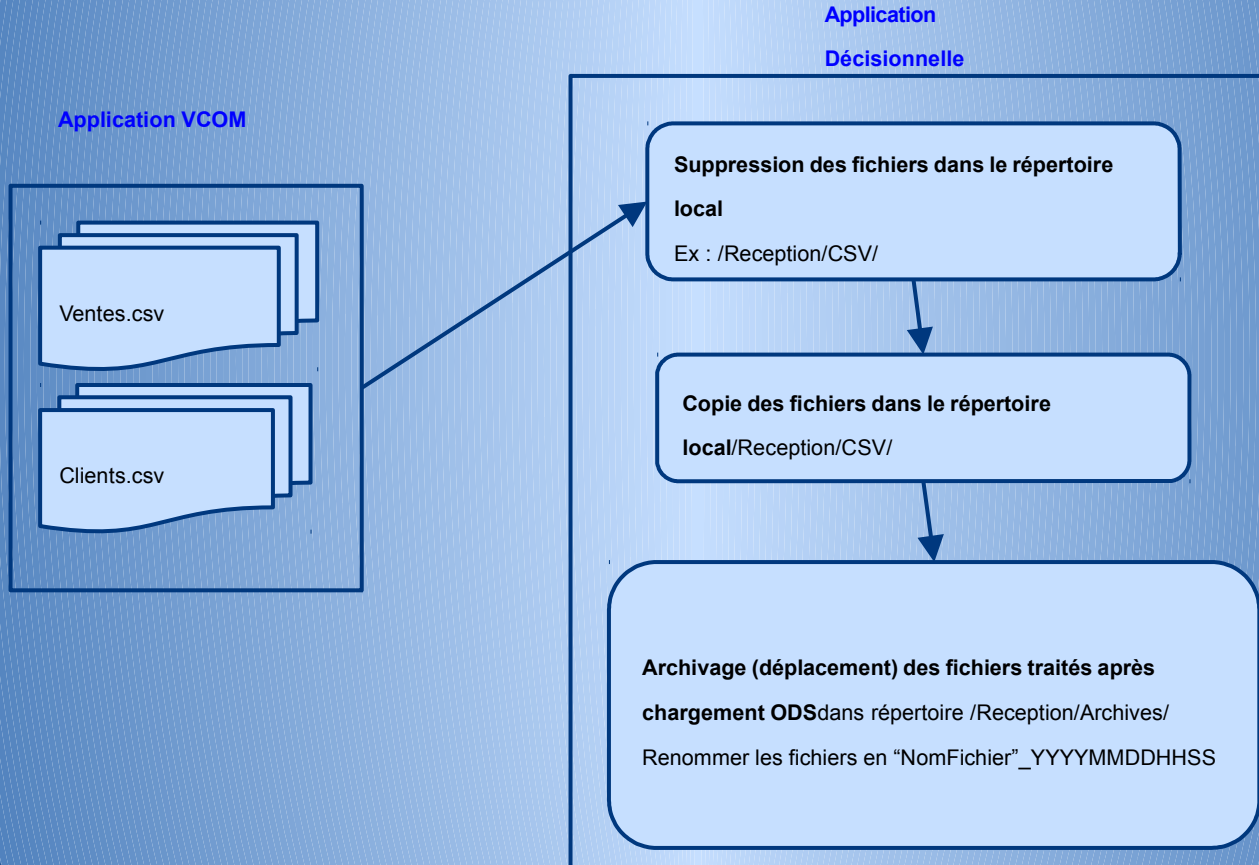 Application
Décisionnelle
Application VCOM
Ventes.csv
Clients.csv
Suppression des fichiers dans le répertoire
local
Ex : /Reception/CSV/
Copie des fichiers dans le répertoire
local/Reception/CSV/
Archivage (déplacement) des fichiers traités après
chargement ODSdans répertoire /Reception/Archives/
Renommer les fichiers en “NomFichier”_YYYYMMDDHHSS